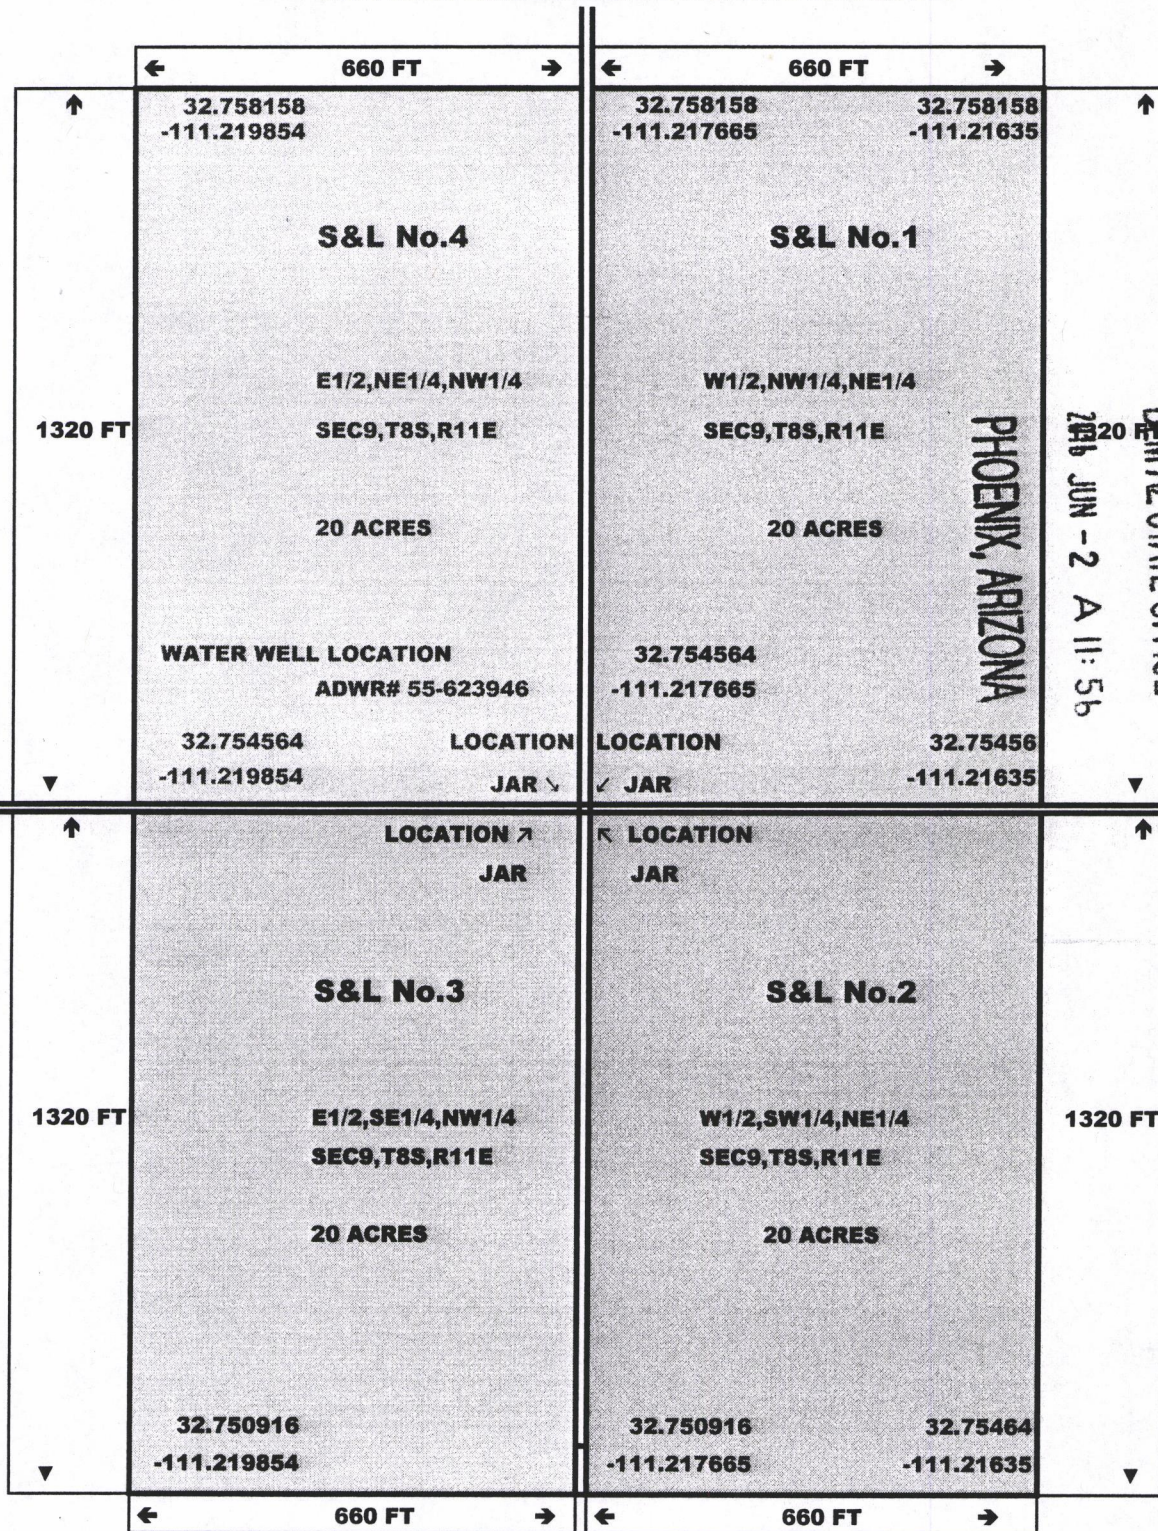 ← 660 FT →
← 660 FT →
↑
32.758158
-111.219854
32.758158
-111.217665
32.758158
-111.21635
↑
S&L No.4
S&L No.1
E1/2,NE1/4,NW1/4
W1/2,NW1/4,NE1/4
1320 FT
SEC9,T8S,R11E
SEC9,T8S,R11E
PHOENIX, ARIZONA
JUN -2 A 11:56
20 ACRES
20 ACRES
WATER WELL LOCATION
ADWR# 55-623946
32.754564
-111.217665
32.754564
-111.219854
LOCATION
JAR ↘
LOCATION
↙ JAR
32.75456
-111.21635
▼
▼
↑
LOCATION ↗
JAR
↖ LOCATION
JAR
↑
S&L No.3
S&L No.2
1320 FT
E1/2,SE1/4,NW1/4
W1/2,SW1/4,NE1/4
1320 FT
SEC9,T8S,R11E
SEC9,T8S,R11E
20 ACRES
20 ACRES
32.750916
-111.219854
32.750916
-111.217665
32.75464
-111.21635
▼
▼
← 660 FT →
← 660 FT →